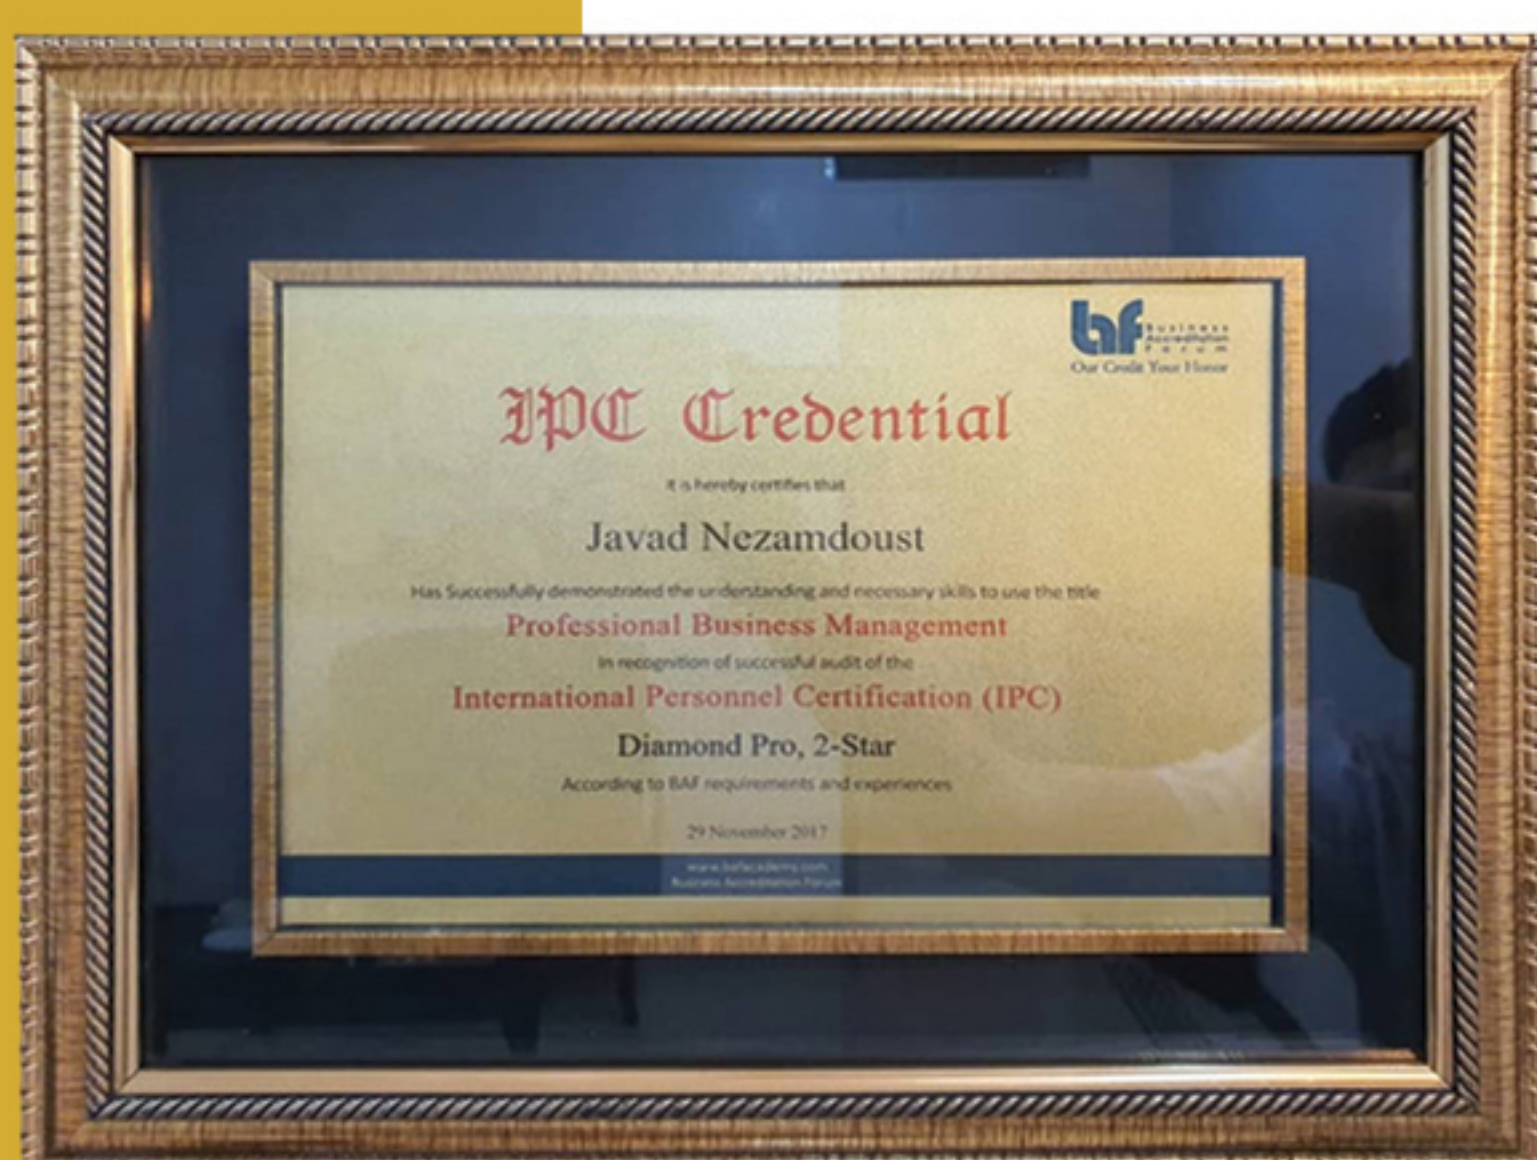 baf
Business
Accreditation
Forum
Our Credit Your Honor
IPC Credential
it is hereby certifies that
Javad Nezamdoust
Has Successfully demonstrated the understanding and necessary skills to use the title
Professional Business Management
In recognition of successful audit of the
International Personnel Certification (IPC)
Diamond Pro, 2-Star
According to BAF requirements and experiences
29 November 2017
www.bafacademy.com
Business Accreditation Forum